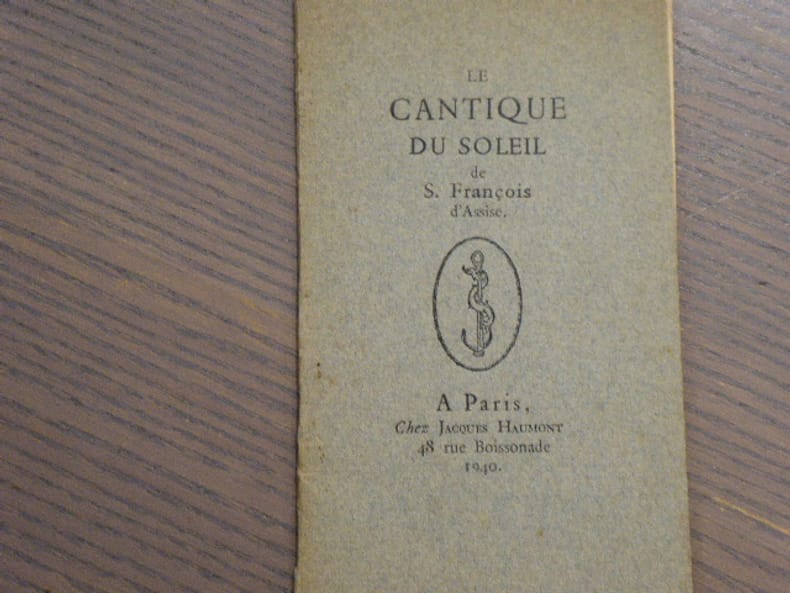 LE
CANTIQUE
DU SOLEIL
de
S. François
d'Assise.
A Paris,
Chez JACQUES HAUMONT
48 rue Boissonade
1940.